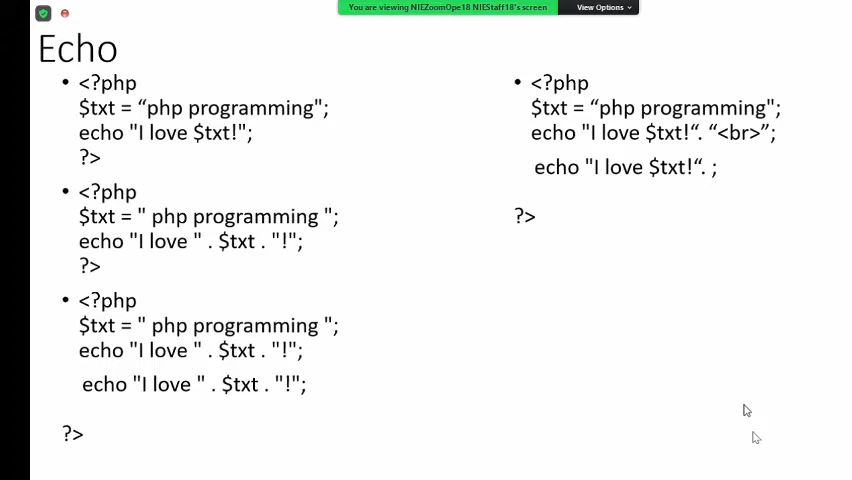 You are viewing NIEZoomOpe18 NIEStaff18's screen View Options
Echo
• <?php
$txt = “php programming";
echo "I love $txt!";
?>
• <?php
$txt = " php programming ";
echo "I love " . $txt . "!";
?>
• <?php
$txt = " php programming ";
echo "I love " . $txt . "!";
echo "I love " . $txt . "!";
?>
• <?php
$txt = “php programming";
echo "I love $txt!“. “<br>”;
echo "I love $txt!“. ;
?>